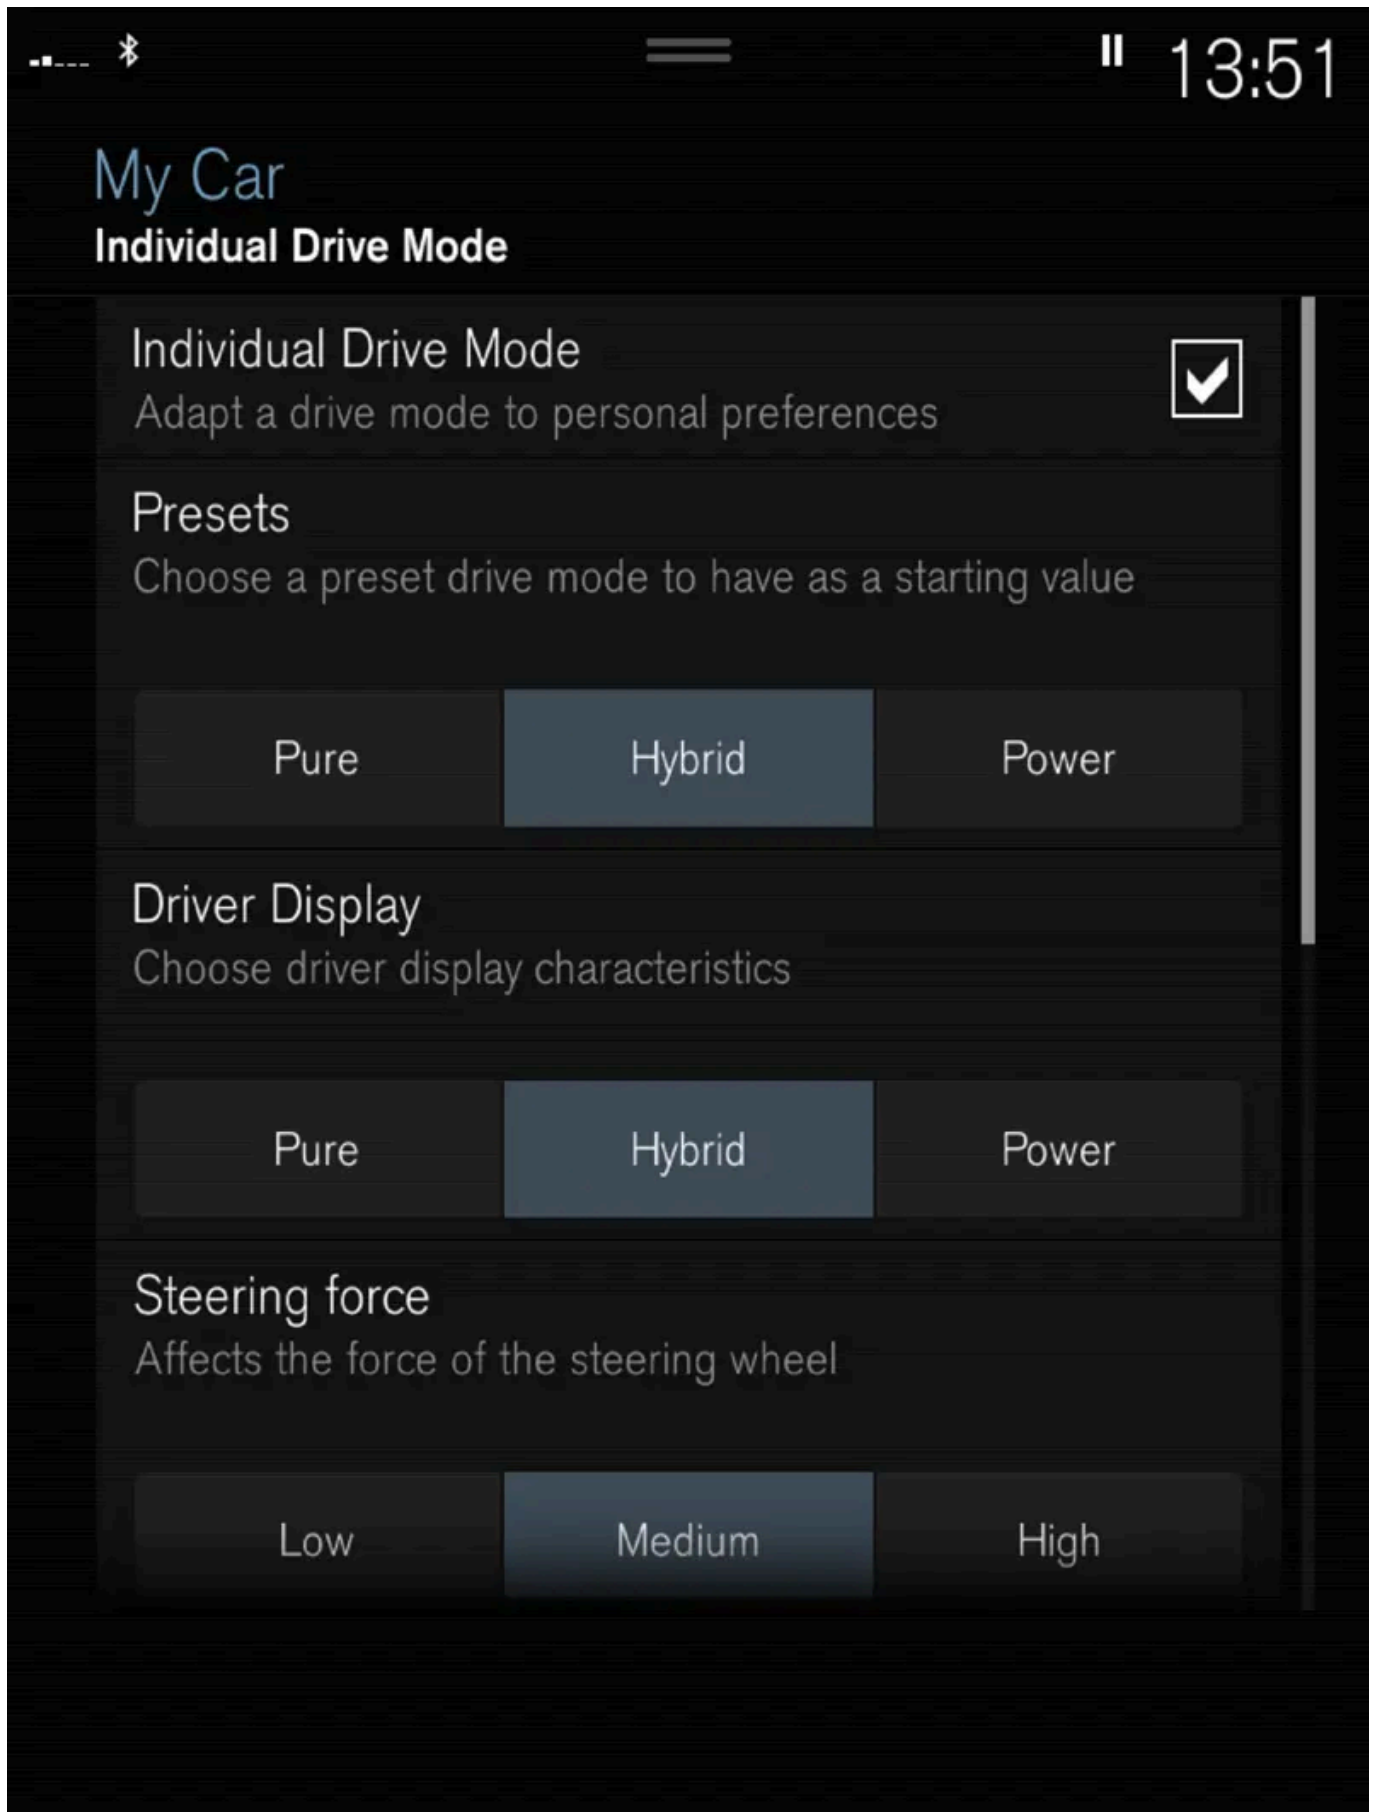 13:51
My Car
Individual Drive Mode
Individual Drive Mode
Adapt a drive mode to personal preferences
Presets
Choose a preset drive mode to have as a starting value
Pure Hybrid Power
Driver Display
Choose driver display characteristics
Pure Hybrid Power
Steering force
Affects the force of the steering wheel
Low Medium High